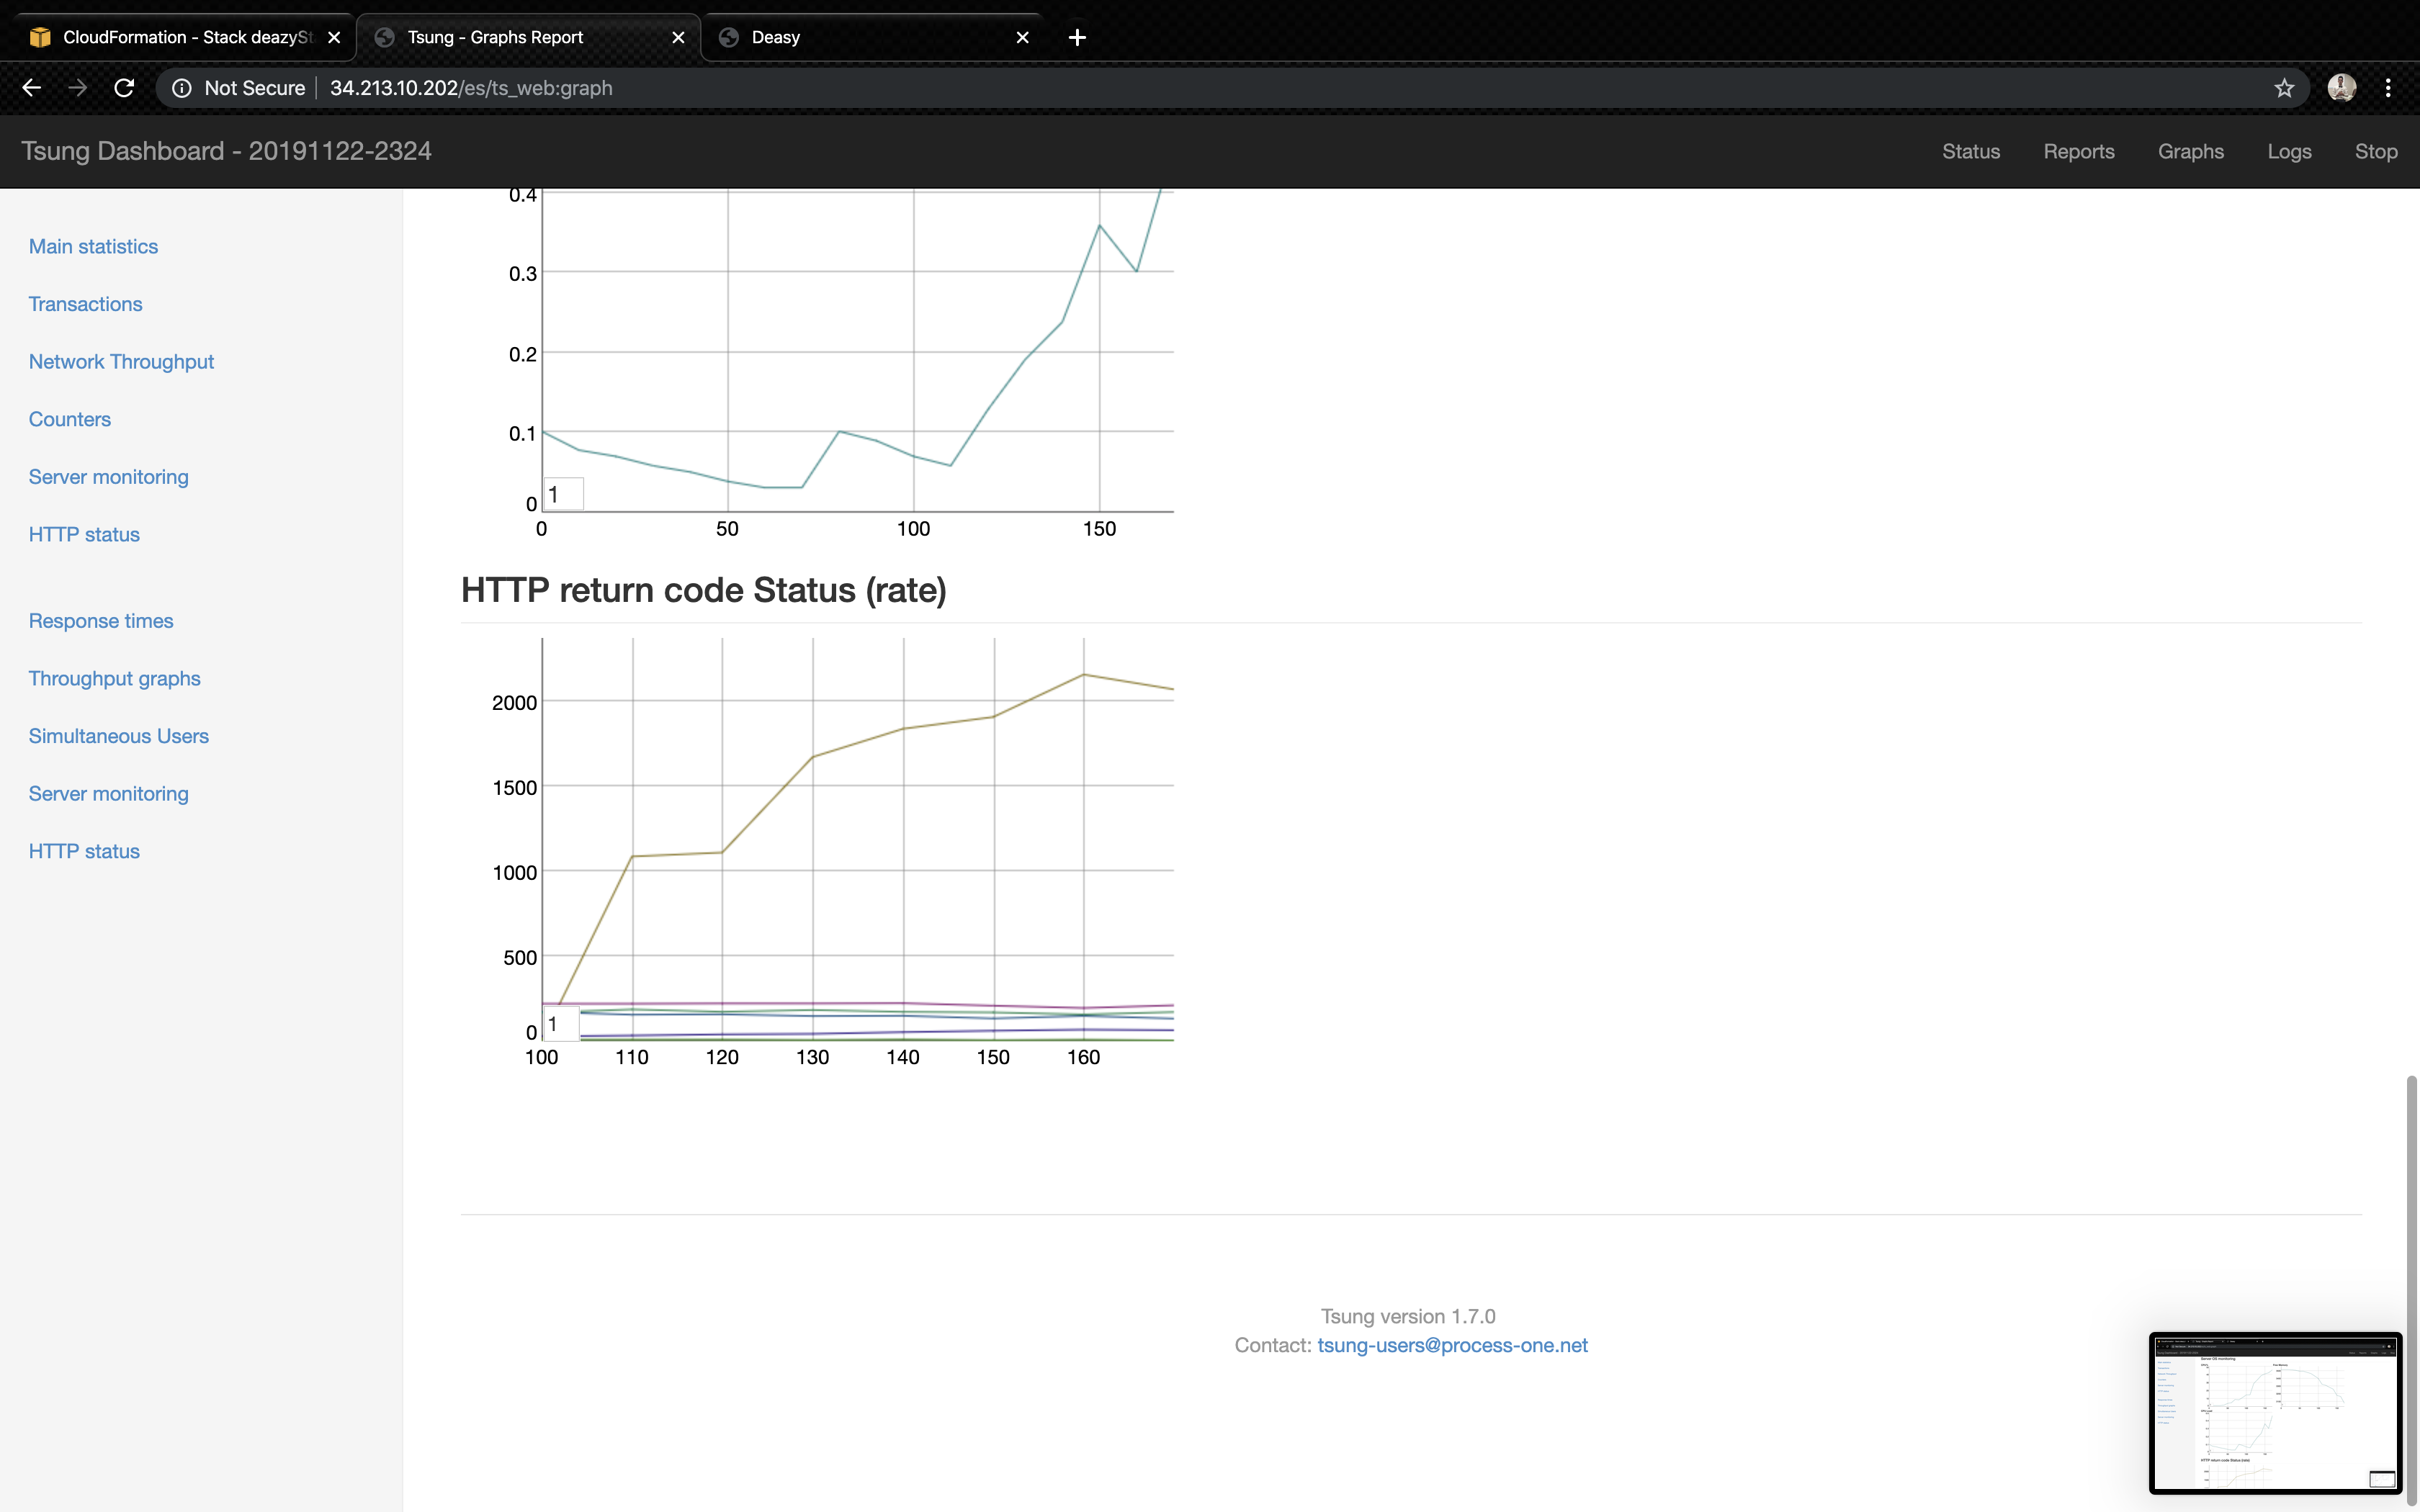 CloudFormation - Stack deazySt
Tsung - Graphs Report
Deasy
Not Secure
34.213.10.202/es/ts_web:graph
Tsung Dashboard - 20191122-2324
Status
Reports
Graphs
Logs
Stop
Main statistics
Transactions
Network Throughput
Counters
Server monitoring
HTTP status
Response times
Throughput graphs
Simultaneous Users
Server monitoring
HTTP status
0.4
0.3
0.2
0.1
0
1
0 50 100 150
HTTP return code Status (rate)
2000
1500
1000
500
0
1
100 110 120 130 140 150 160
Tsung version 1.7.0
Contact: tsung-users@process-one.net